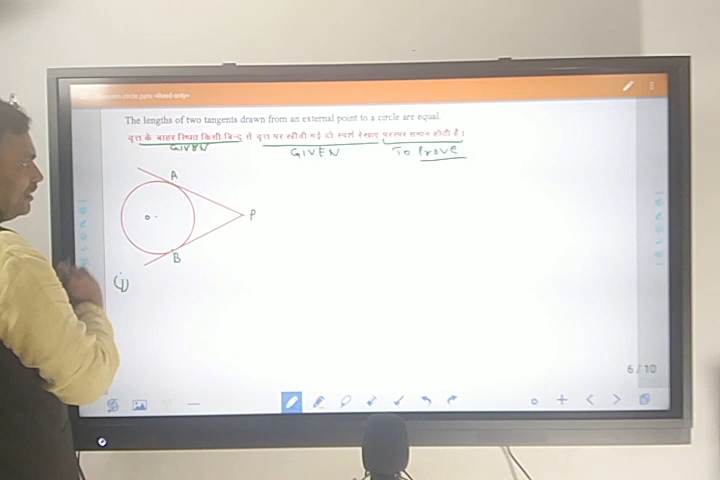 The lengths of two tangents drawn from an external point to a circle are equal.
वृत्त के बाहर स्थित किसी बिन्दु से वृत्त पर खींची गई दो स्पर्श रेखाएं परस्पर समान होती हैं।
GIVEN GIVEN To Prove
A
O
P
B
(i)
6 / 10